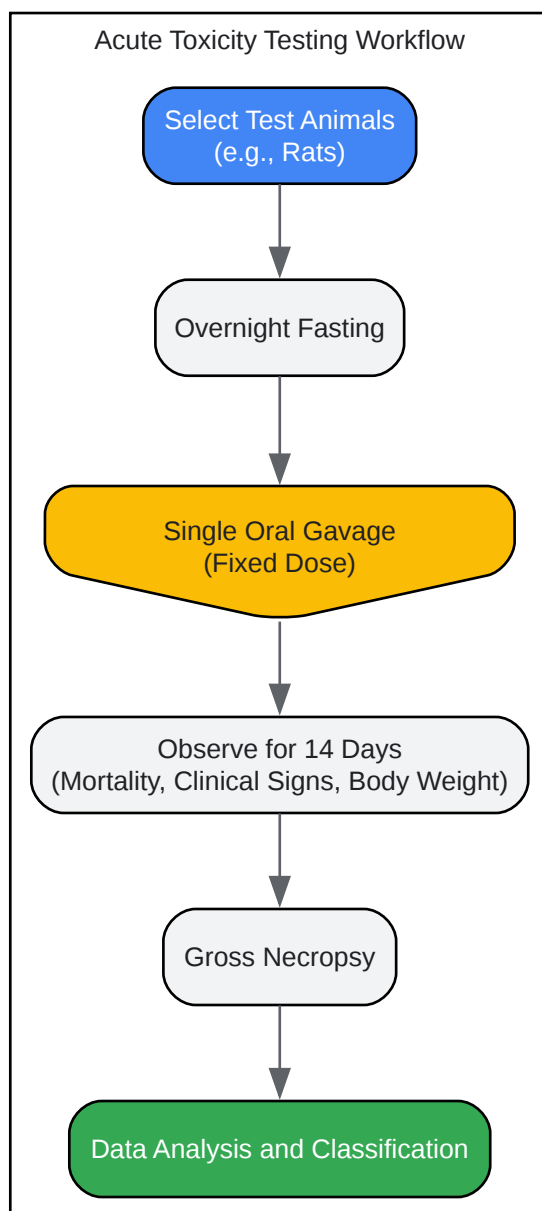 Acute Toxicity Testing Workflow
Select Test Animals
(e.g., Rats)
Overnight Fasting
Single Oral Gavage
(Fixed Dose)
Observe for 14 Days
(Mortality, Clinical Signs, Body Weight)
Gross Necropsy
Data Analysis and Classification